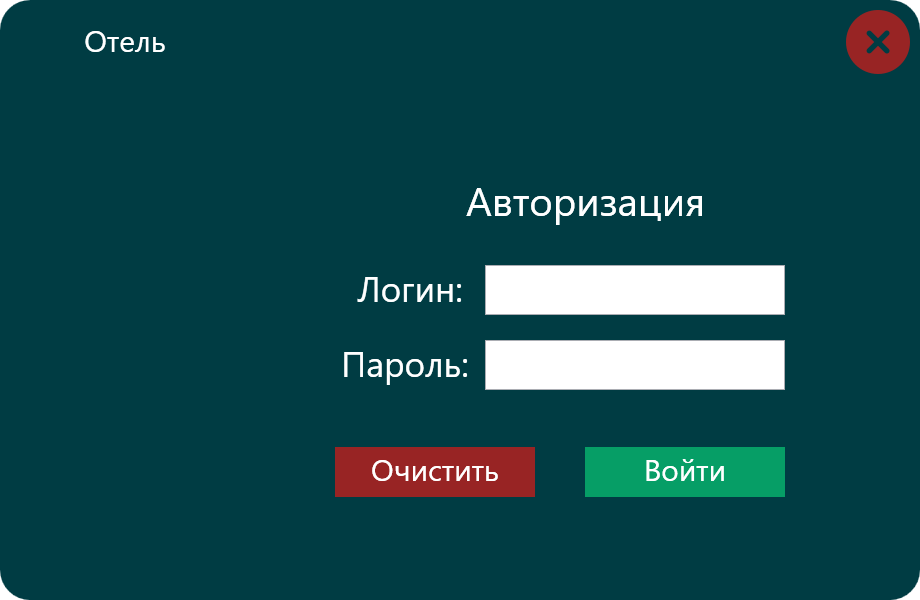 Отель
Авторизация
Логин:
Пароль:
Очистить Войти